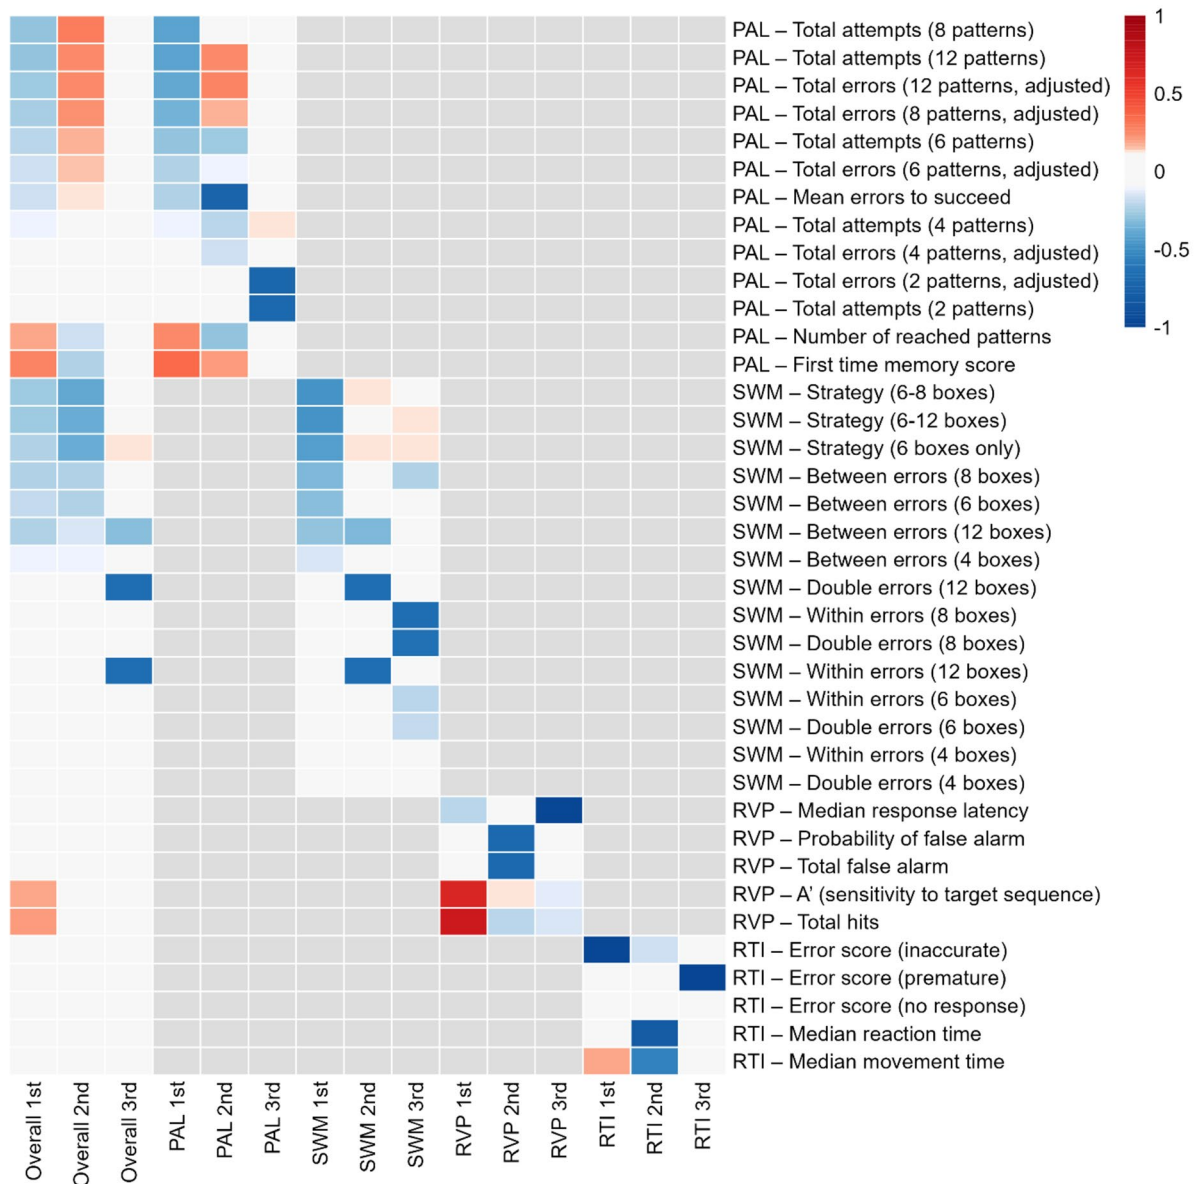 PAL – Total attempts (8 patterns)
PAL – Total attempts (12 patterns)
PAL – Total errors (12 patterns, adjusted)
PAL – Total errors (8 patterns, adjusted)
PAL – Total attempts (6 patterns)
PAL – Total errors (6 patterns, adjusted)
PAL – Mean errors to succeed
PAL – Total attempts (4 patterns)
PAL – Total errors (4 patterns, adjusted)
PAL – Total errors (2 patterns, adjusted)
PAL – Total attempts (2 patterns)
PAL – Number of reached patterns
PAL – First time memory score
SWM – Strategy (6-8 boxes)
SWM – Strategy (6-12 boxes)
SWM – Strategy (6 boxes only)
SWM – Between errors (8 boxes)
SWM – Between errors (6 boxes)
SWM – Between errors (12 boxes)
SWM – Between errors (4 boxes)
SWM – Double errors (12 boxes)
SWM – Within errors (8 boxes)
SWM – Double errors (8 boxes)
SWM – Within errors (12 boxes)
SWM – Within errors (6 boxes)
SWM – Double errors (6 boxes)
SWM – Within errors (4 boxes)
SWM – Double errors (4 boxes)
RVP – Median response latency
RVP – Probability of false alarm
RVP – Total false alarm
RVP – A’ (sensitivity to target sequence)
RVP – Total hits
RTI – Error score (inaccurate)
RTI – Error score (premature)
RTI – Error score (no response)
RTI – Median reaction time
RTI – Median movement time
1
0.5
0
-0.5
-1
Overall 1st
Overall 2nd
Overall 3rd
PAL 1st
PAL 2nd
PAL 3rd
SWM 1st
SWM 2nd
SWM 3rd
RVP 1st
RVP 2nd
RVP 3rd
RTI 1st
RTI 2nd
RTI 3rd